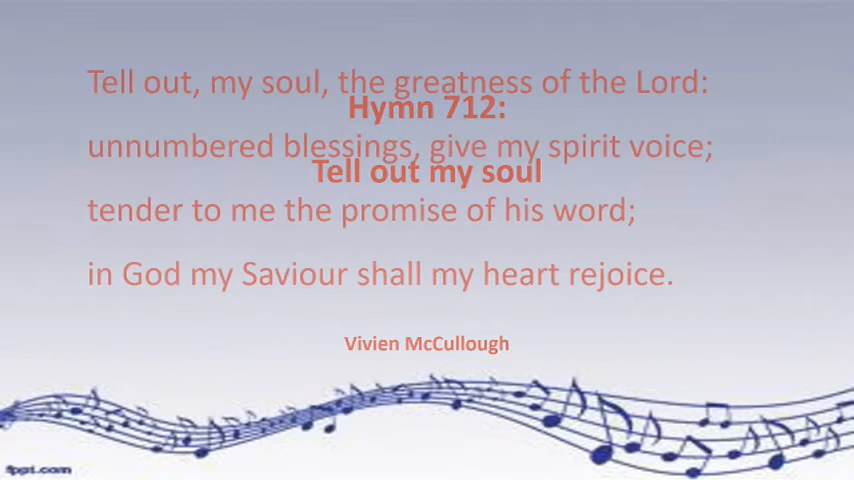 Tell out, my soul, the greatness of the Lord:
Hymn 712:
unnumbered blessings, give my spirit voice;
Tell out my soul
tender to me the promise of his word;
in God my Saviour shall my heart rejoice.
Vivien McCullough
fppt.com